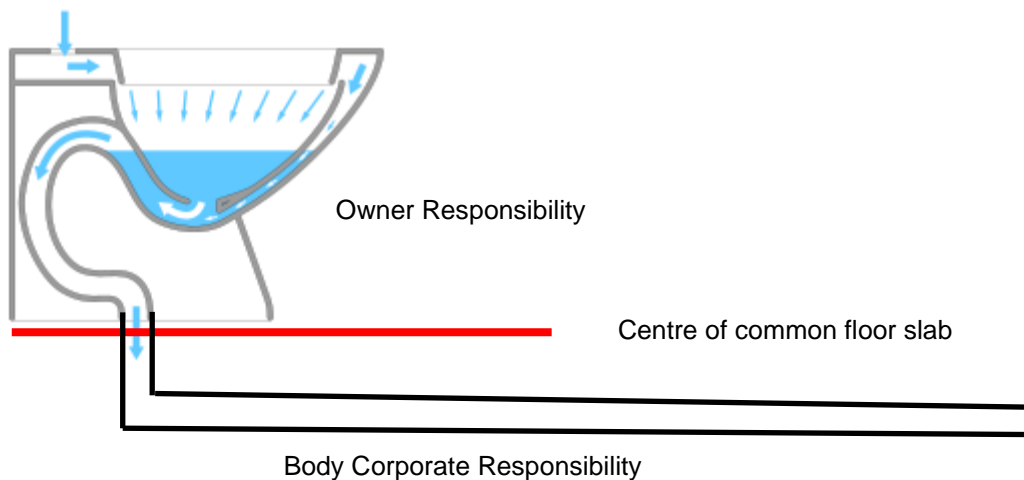 Owner Responsibility
Centre of common floor slab
Body Corporate Responsibility